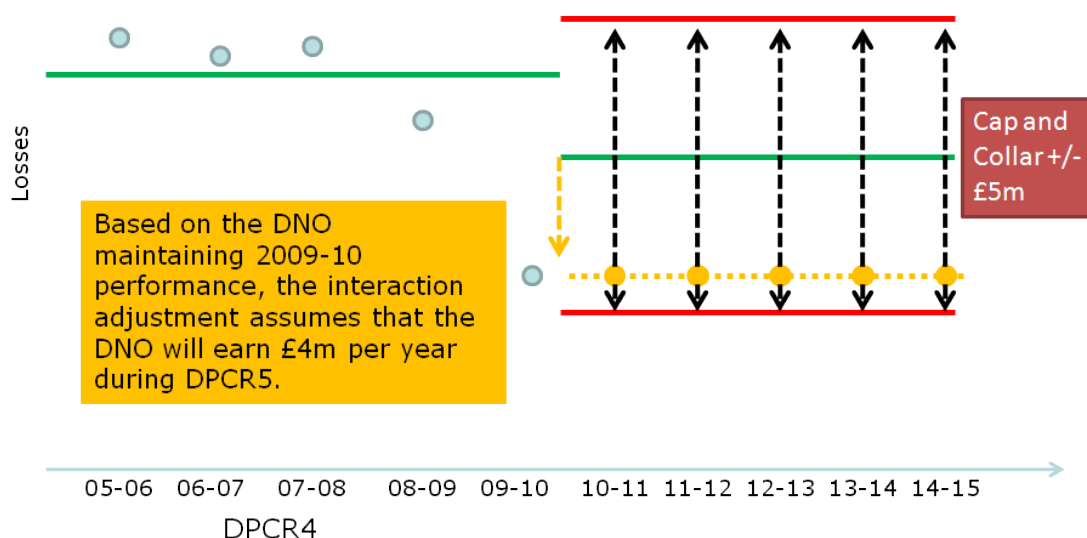 Losses
Cap and
Collar +/-
£5m
Based on the DNO
maintaining 2009-10
performance, the interaction
adjustment assumes that the
DNO will earn £4m per year
during DPCR5.
05-06 06-07 07-08 08-09 09-10 10-11 11-12 12-13 13-14 14-15
DPCR4